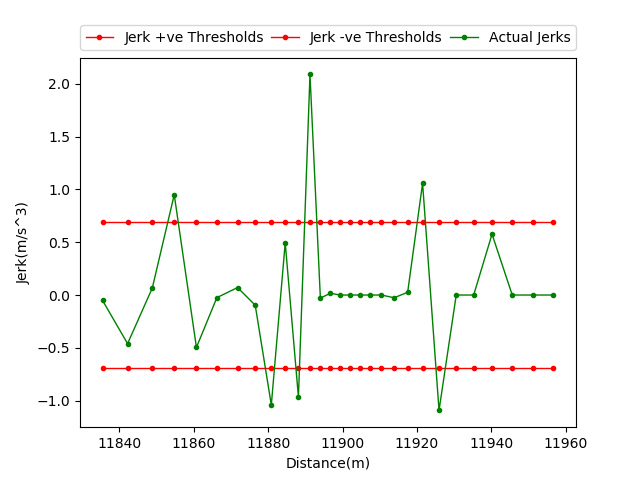 Jerk +ve Thresholds Jerk -ve Thresholds Actual Jerks
2.0
1.5
1.0
0.5
0.0
−0.5
−1.0
Jerk(m/s^3)
11840 11860 11880 11900 11920 11940 11960
Distance(m)